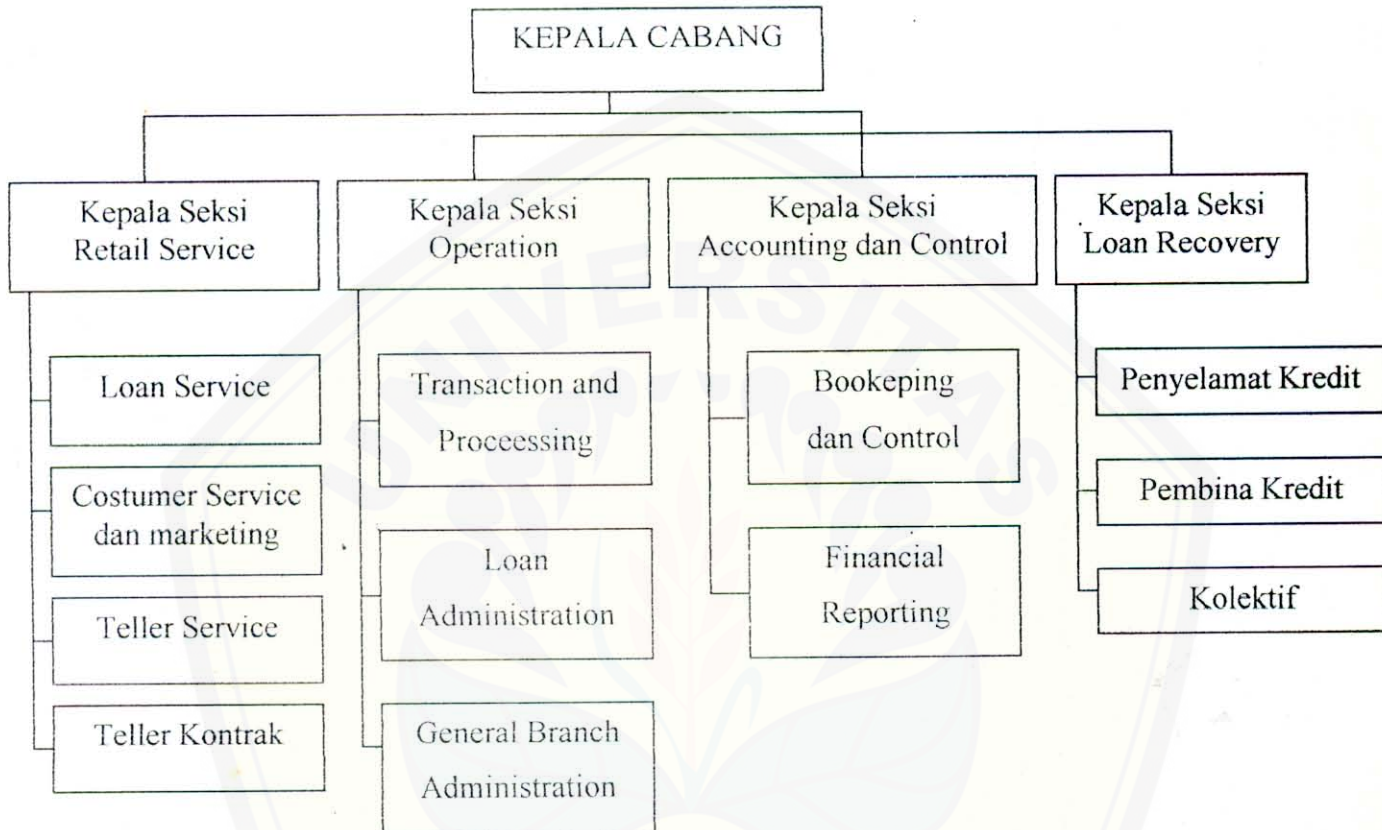 KEPALA CABANG
Kepala Seksi
Retail Service
Kepala Seksi
Operation
Kepala Seksi
Accounting dan Control
Kepala Seksi
Loan Recovery
Loan Service
Costumer Service
dan marketing
Teller Service
Teller Kontrak
Transaction and
Proceessing
Loan
Administration
General Branch
Administration
Bookeping
dan Control
Financial
Reporting
Penyelamat Kredit
Pembina Kredit
Kolektif
UNIVERSITAS